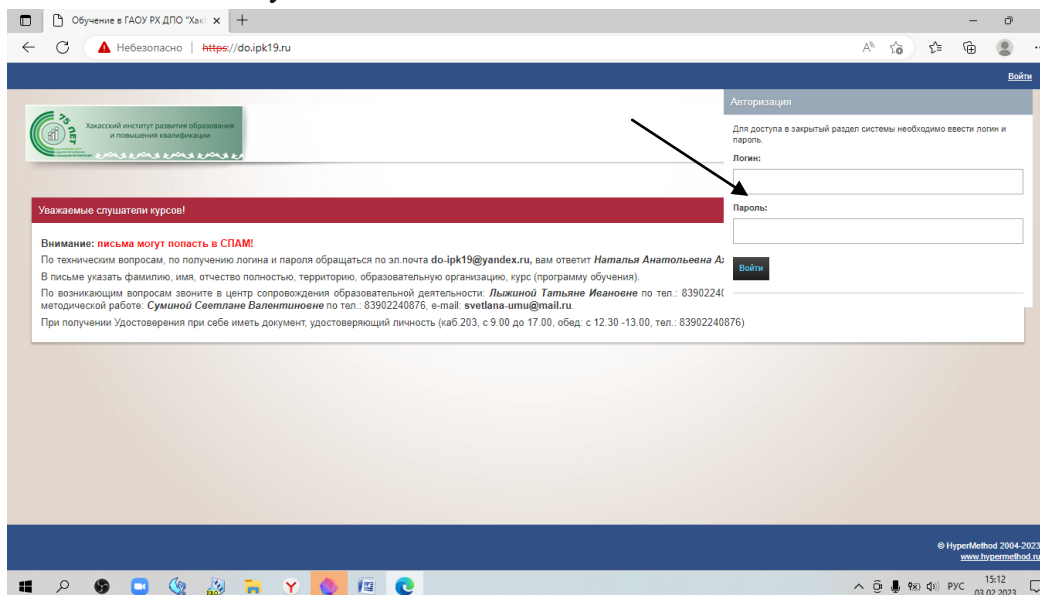 Обучение в ГАОУ РХ ДПО "Хак
Небезопасно | https://do.ipk19.ru
Войти
75 ЛЕТ
Хакасский институт развития образования
и повышения квалификации
Авторизация
Для доступа в закрытый раздел системы необходимо ввести логин и
пароль.
Логин:
Пароль:
Войти
Уважаемые слушатели курсов!
Внимание: письма могут попасть в СПАМ!
По техническим вопросам, по получению логина и пароля обращаться по эл.почта do-ipk19@yandex.ru, вам ответит Наталья Анатольевна
В письме указать фамилию, имя, отчество полностью, территорию, образовательную организацию, курс (программу обучения).
По возникающим вопросам звоните в центр сопровождения образовательной деятельности: Лыжиной Татьяне Ивановне по тел.: 8390224
методической работе: Суминой Светлане Валентиновне по тел.: 83902240876, e-mail: svetlana-umu@mail.ru.
При получении Удостоверения при себе иметь документ, удостоверяющий личность (каб.203, с 9.00 до 17.00, обед: с 12.30 -13.00, тел.: 83902240876)
© HyperMethod 2004-2023
www.hypermethod.ru
РУС
15:12
03.02.2023